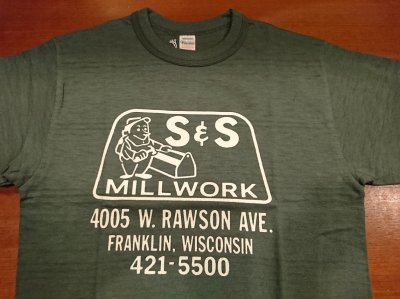 S & S
MILLWORK
4005 W. RAWSON AVE.
FRANKLIN, WISCONSIN
421-5500